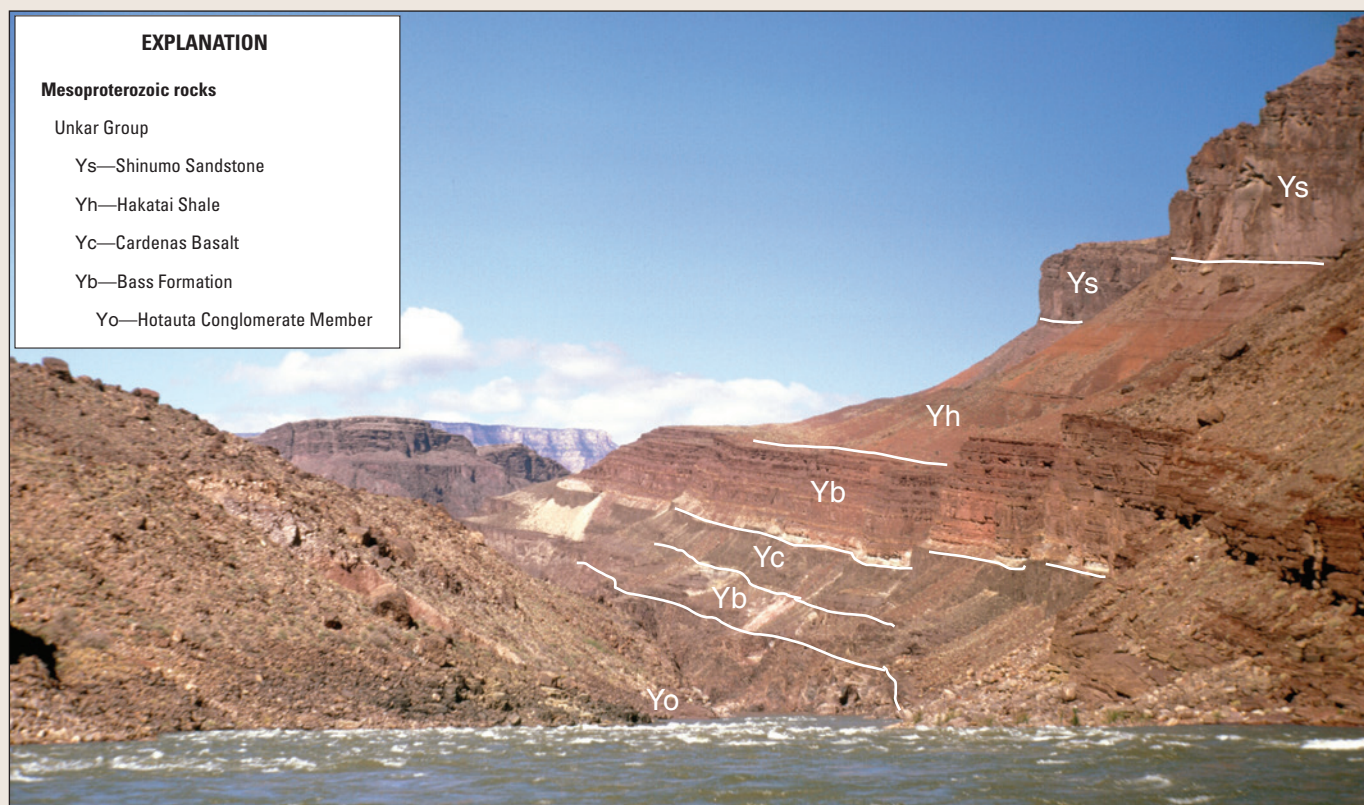 EXPLANATION
Mesoproterozoic rocks
Unkar Group
Ys—Shinumo Sandstone
Yh—Hakatai Shale
Yc—Cardenas Basalt
Yb—Bass Formation
Yo—Hotauta Conglomerate Member
Ys
Ys
Yh
Yb
Yc
Yb
Yo